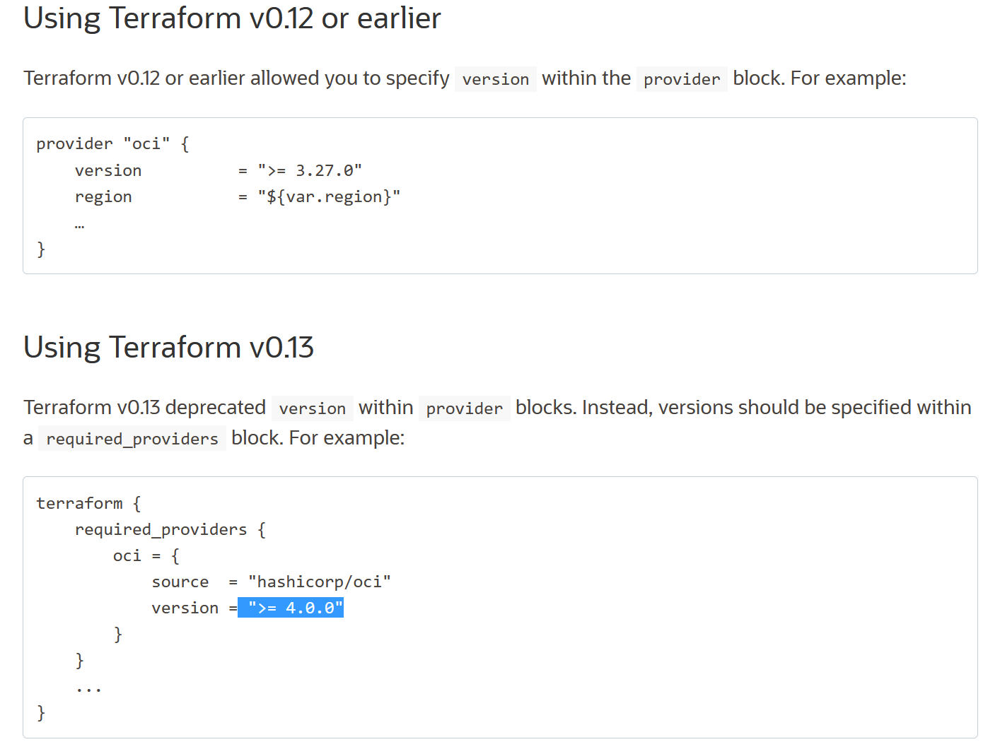 Using Terraform v0.12 or earlier
Terraform v0.12 or earlier allowed you to specify version within the provider block. For example:
provider "oci" {
    version          = ">= 3.27.0"
    region           = "${var.region}"
    …
}
Using Terraform v0.13
Terraform v0.13 deprecated version within provider blocks. Instead, versions should be specified within
a required_providers block. For example:
terraform {
    required_providers {
        oci = {
            source  = "hashicorp/oci"
            version = ">= 4.0.0"
        }
    }
    ...
}